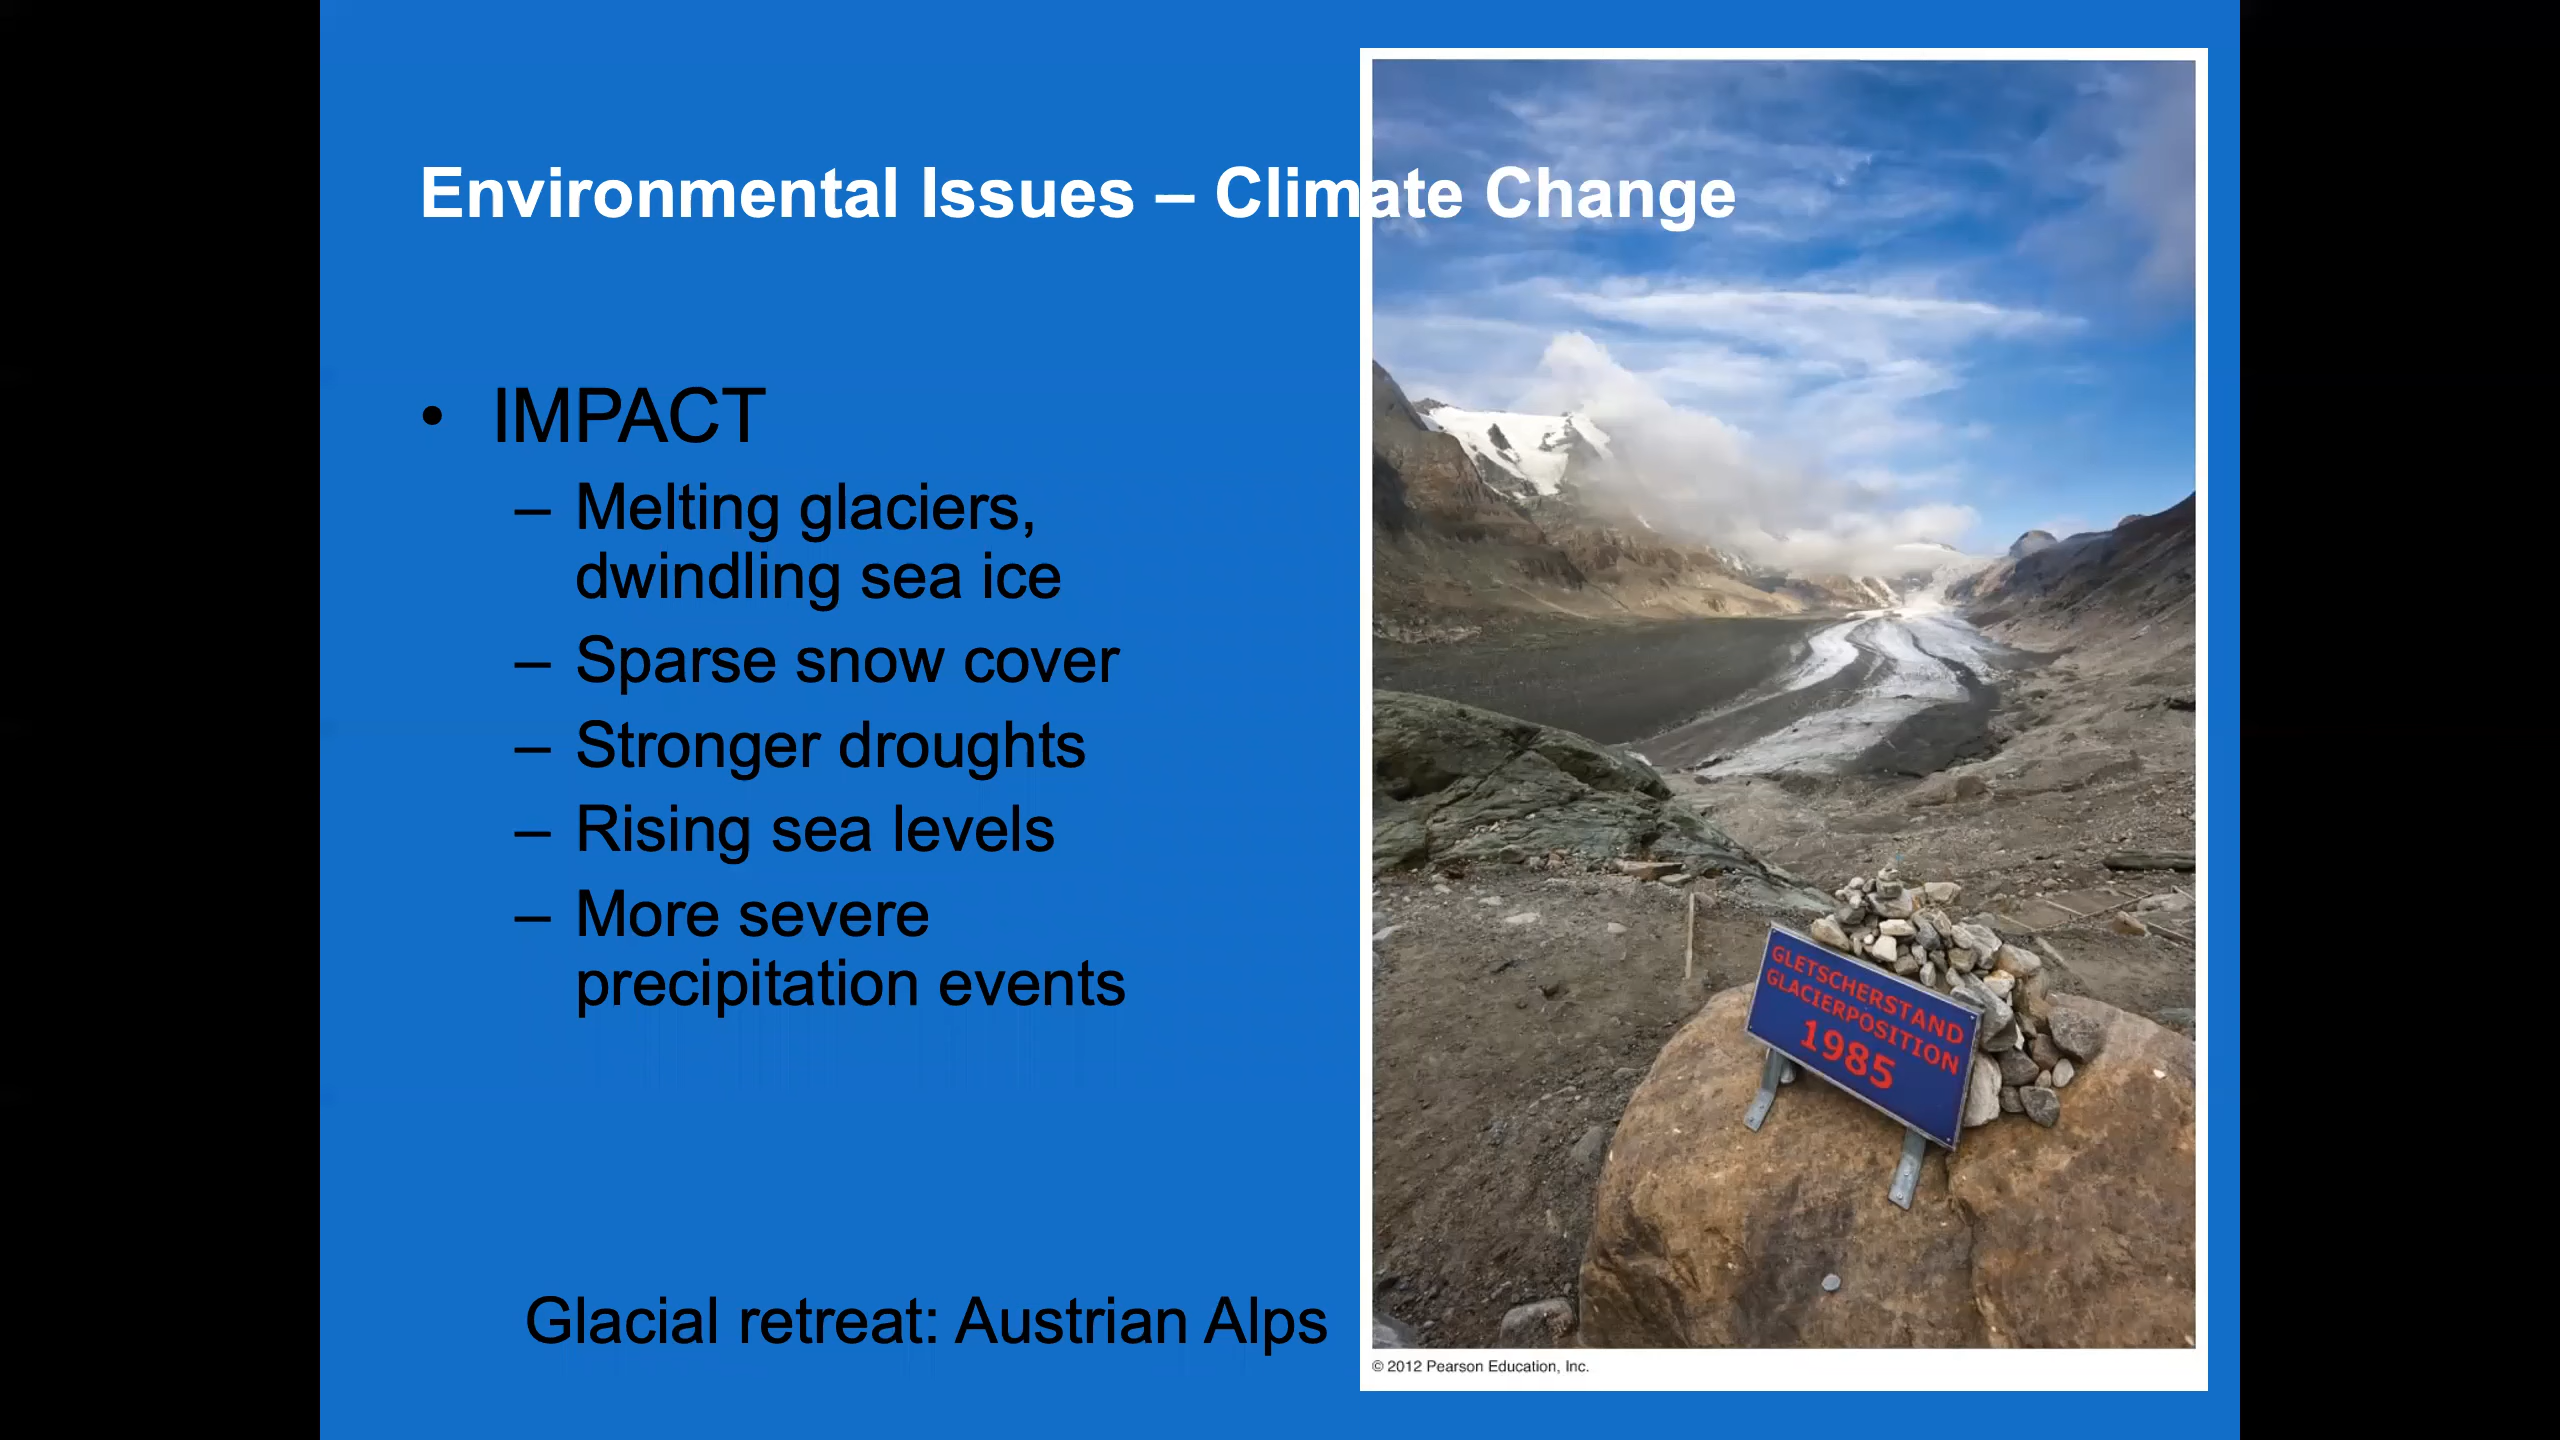 Environmental Issues – Climate Change
• IMPACT
– Melting glaciers,
dwindling sea ice
– Sparse snow cover
– Stronger droughts
– Rising sea levels
– More severe
precipitation events
Glacial retreat: Austrian Alps
GLETSCHERSTAND
GLACIERPOSITION
1985
© 2012 Pearson Education, Inc.